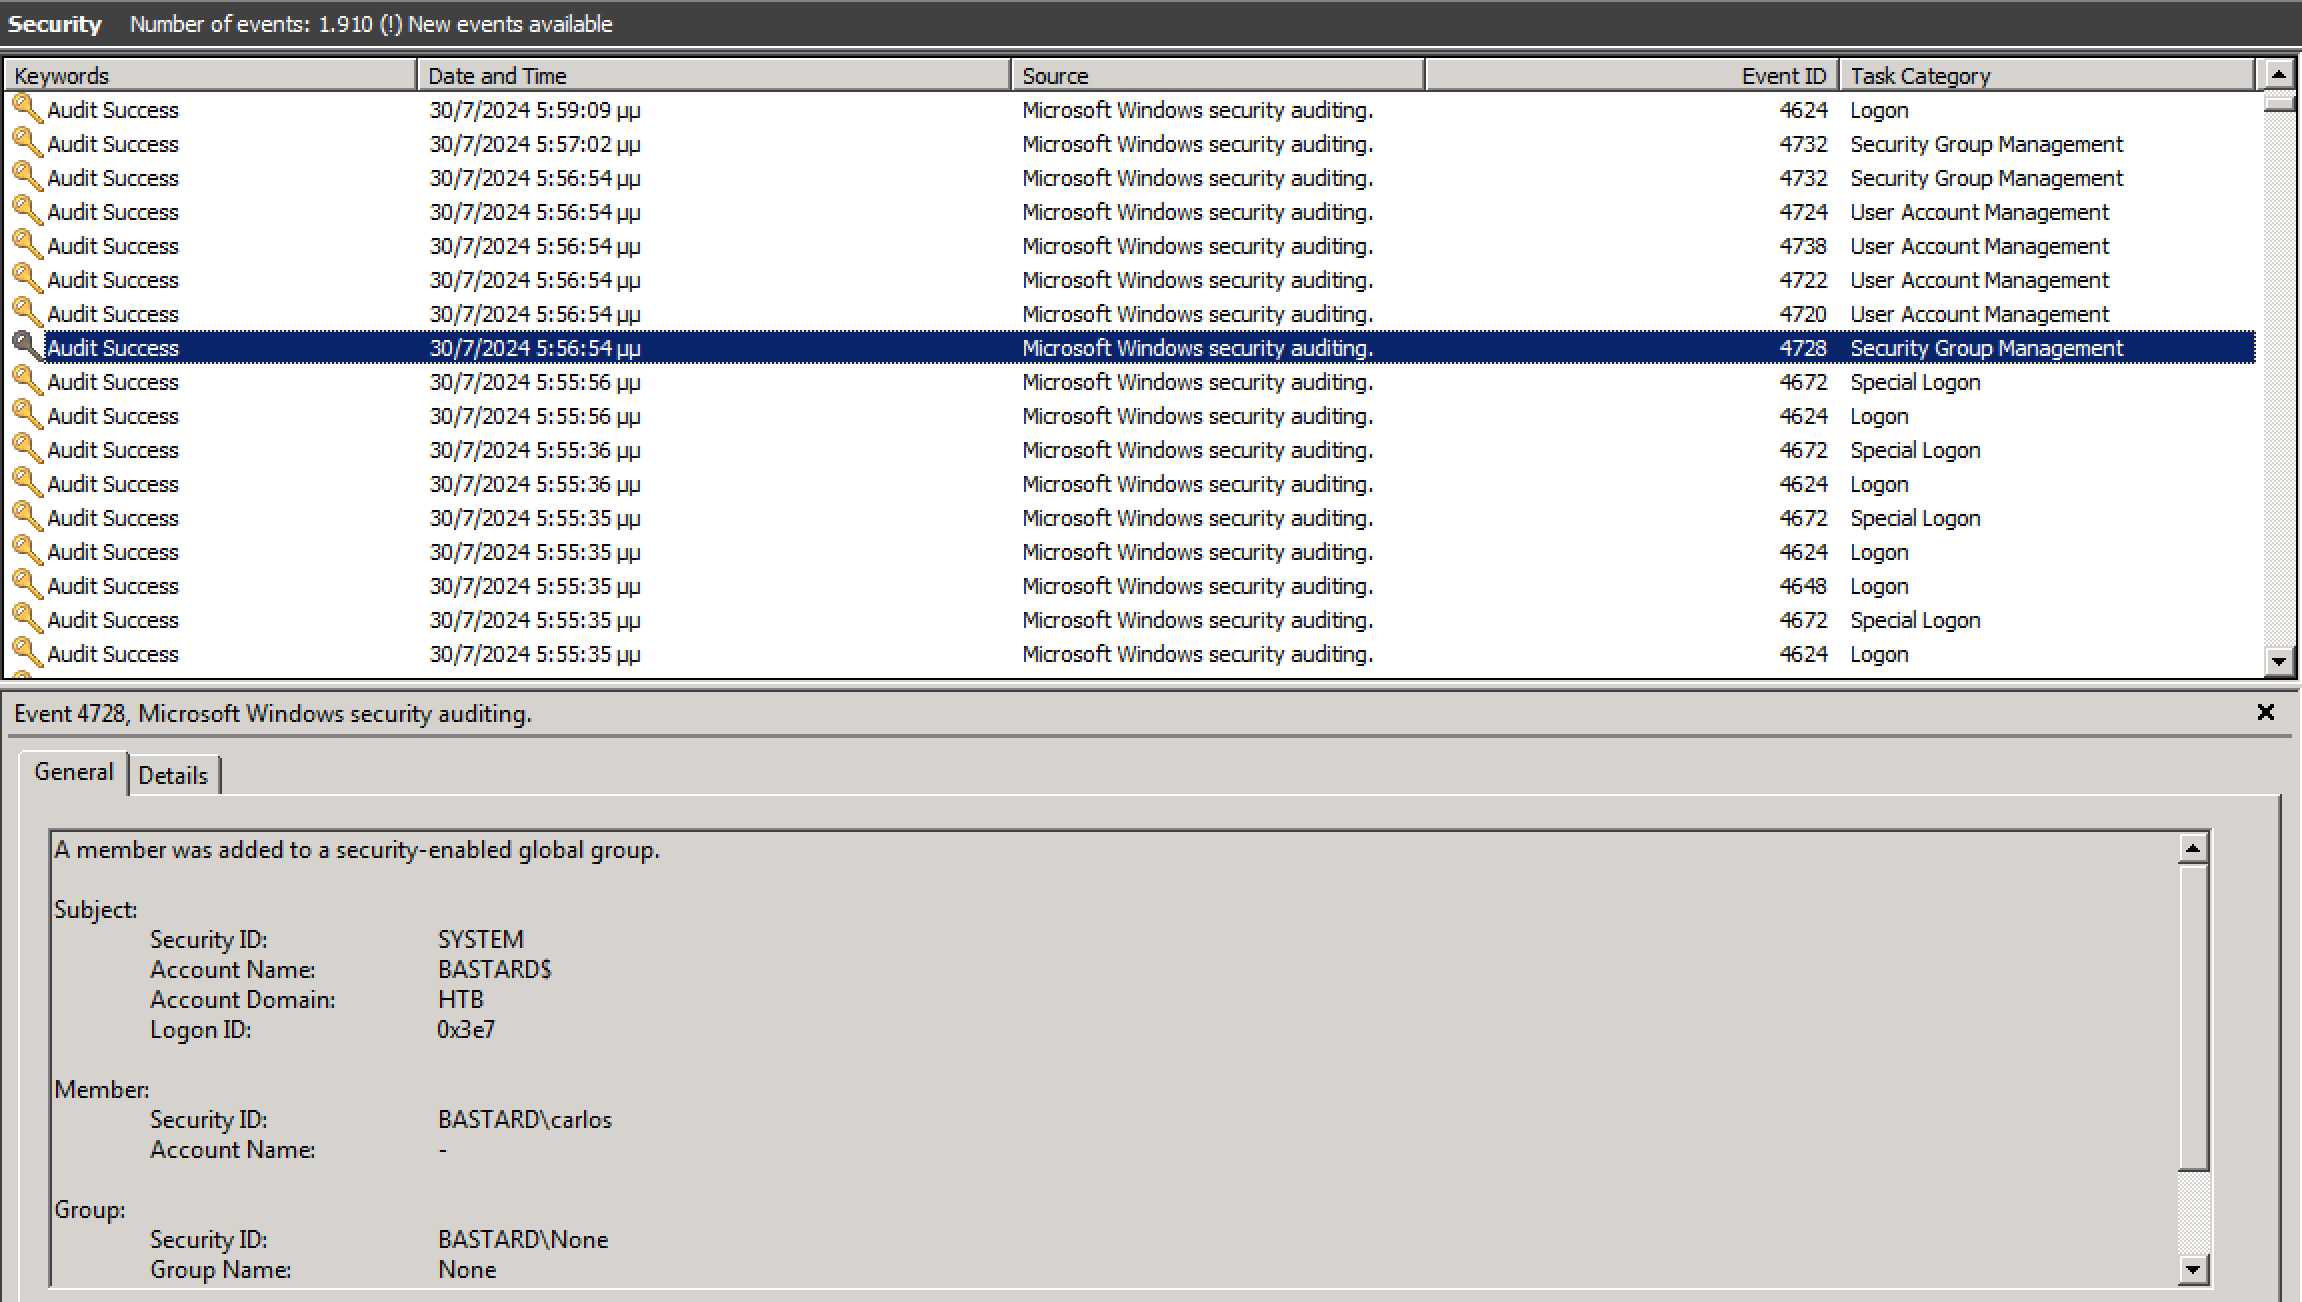 Security Number of events: 1.910 (!) New events available
Keywords Date and Time Source Event ID Task Category
Audit Success 30/7/2024 5:59:09 μμ Microsoft Windows security auditing. 4624 Logon
Audit Success 30/7/2024 5:57:02 μμ Microsoft Windows security auditing. 4732 Security Group Management
Audit Success 30/7/2024 5:56:54 μμ Microsoft Windows security auditing. 4732 Security Group Management
Audit Success 30/7/2024 5:56:54 μμ Microsoft Windows security auditing. 4724 User Account Management
Audit Success 30/7/2024 5:56:54 μμ Microsoft Windows security auditing. 4738 User Account Management
Audit Success 30/7/2024 5:56:54 μμ Microsoft Windows security auditing. 4722 User Account Management
Audit Success 30/7/2024 5:56:54 μμ Microsoft Windows security auditing. 4720 User Account Management
Audit Success 30/7/2024 5:56:54 μμ Microsoft Windows security auditing. 4728 Security Group Management
Audit Success 30/7/2024 5:55:56 μμ Microsoft Windows security auditing. 4672 Special Logon
Audit Success 30/7/2024 5:55:56 μμ Microsoft Windows security auditing. 4624 Logon
Audit Success 30/7/2024 5:55:36 μμ Microsoft Windows security auditing. 4672 Special Logon
Audit Success 30/7/2024 5:55:36 μμ Microsoft Windows security auditing. 4624 Logon
Audit Success 30/7/2024 5:55:35 μμ Microsoft Windows security auditing. 4672 Special Logon
Audit Success 30/7/2024 5:55:35 μμ Microsoft Windows security auditing. 4624 Logon
Audit Success 30/7/2024 5:55:35 μμ Microsoft Windows security auditing. 4648 Logon
Audit Success 30/7/2024 5:55:35 μμ Microsoft Windows security auditing. 4672 Special Logon
Audit Success 30/7/2024 5:55:35 μμ Microsoft Windows security auditing. 4624 Logon
Event 4728, Microsoft Windows security auditing.
General Details
A member was added to a security-enabled global group.
Subject:
Security ID: SYSTEM
Account Name: BASTARD$
Account Domain: HTB
Logon ID: 0x3e7
Member:
Security ID: BASTARD\carlos
Account Name: -
Group:
Security ID: BASTARD\None
Group Name: None